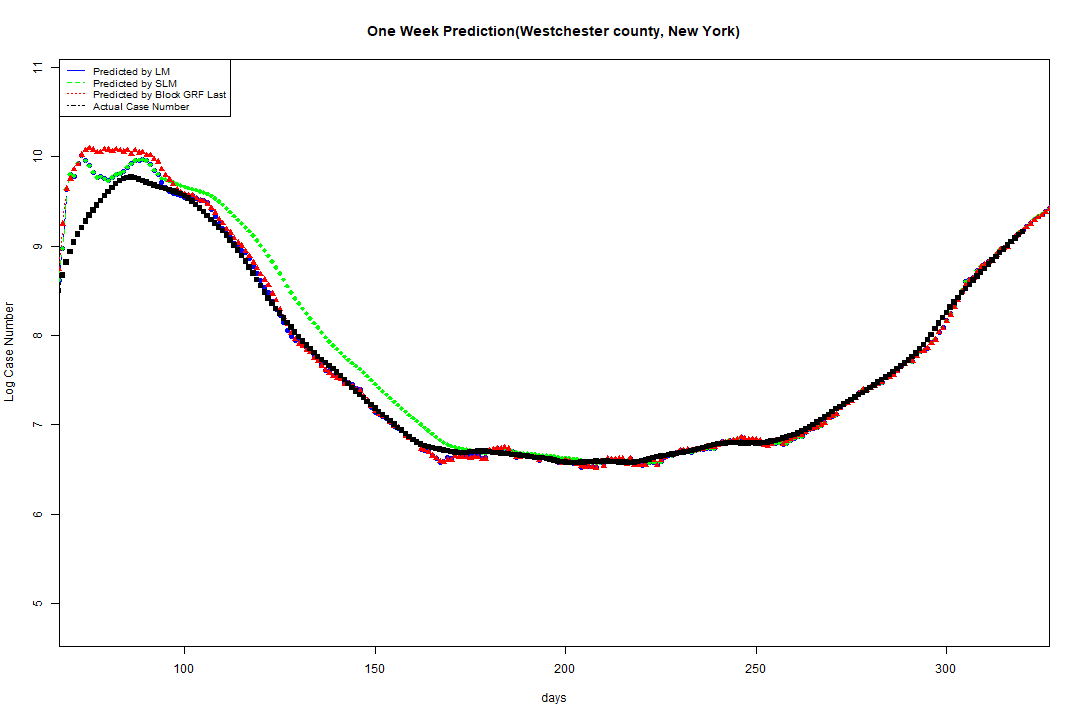 One Week Prediction(Westchester county, New York)
Predicted by LM
Predicted by SLM
Predicted by Block GRF Last
Actual Case Number
11
10
9
8
7
6
5
Log Case Number
100
150
200
250
300
days